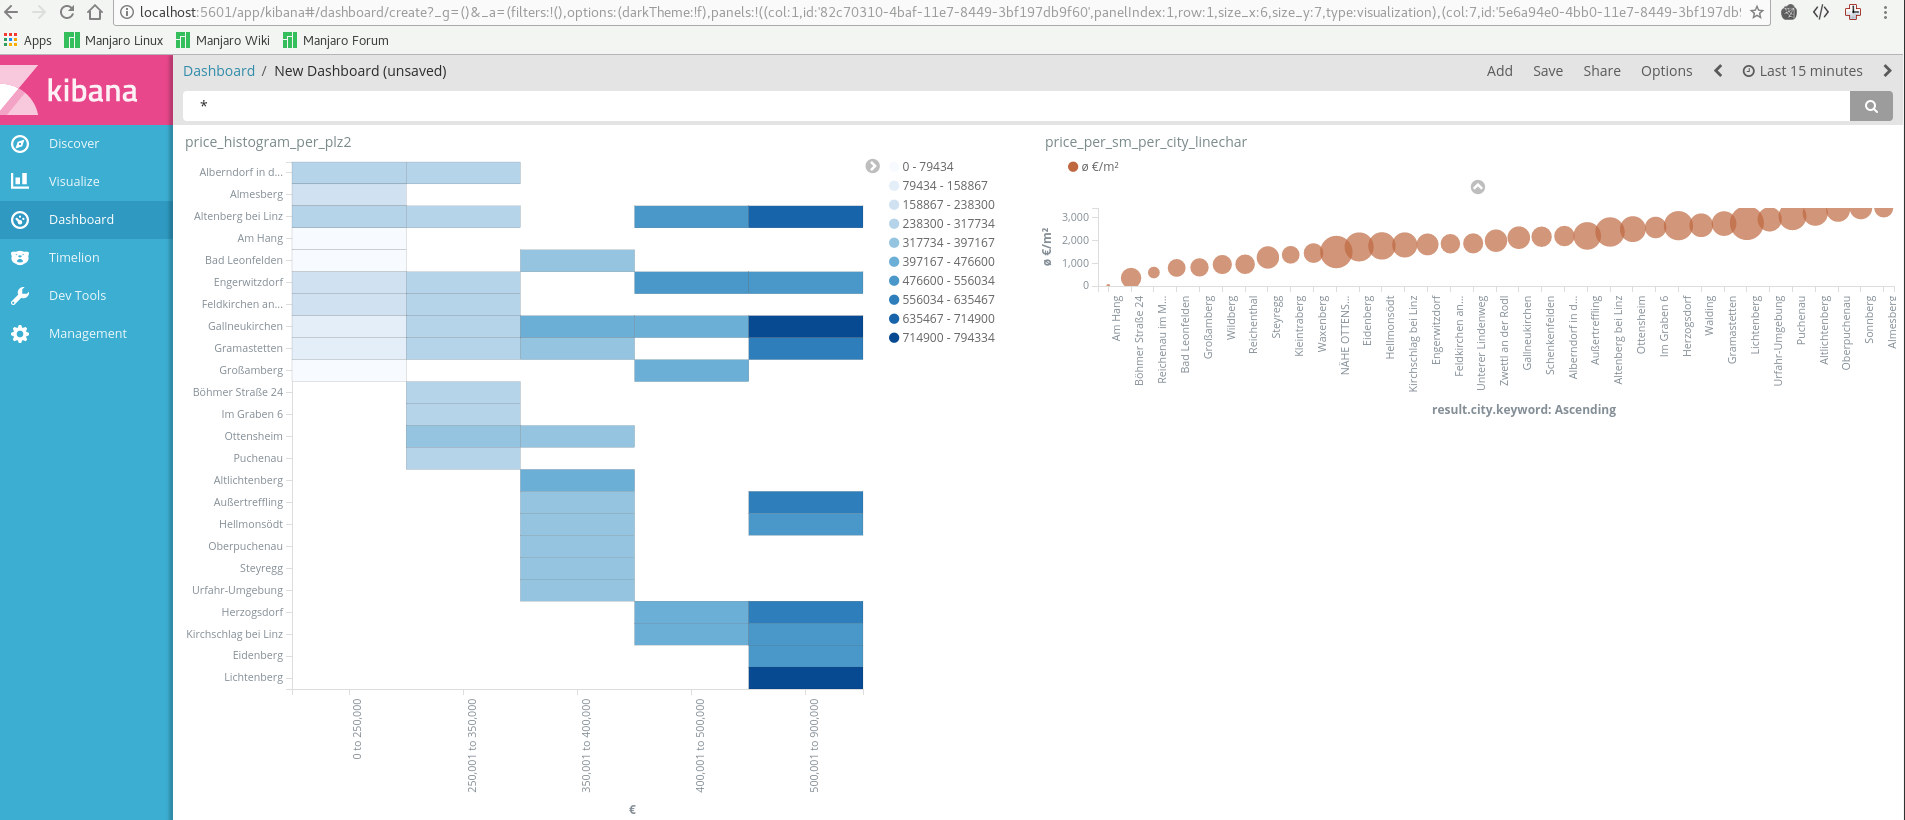 localhost:5601/app/kibana#/dashboard/create?_g=()&_a=(filters:!(),options:(darkTheme:!f),panels:!((col:1,id:'82c70310-4baf-11e7-8449-3bf197db9f60',panelIndex:1,row:1,size_x:6,size_y:7,type:visualization),(col:7,id:'5e6a94e0-4bb0-11e7-8449-3bf197db
Apps Manjaro Linux Manjaro Wiki Manjaro Forum
kibana
Discover
Visualize
Dashboard
Timelion
Dev Tools
Management
Dashboard / New Dashboard (unsaved)
Add Save Share Options Last 15 minutes
*
price_histogram_per_plz2
Alberndorf in d...
Almesberg
Altenberg bei Linz
Am Hang
Bad Leonfelden
Engerwitzdorf
Feldkirchen an...
Gallneukirchen
Gramastetten
Großamberg
Böhmer Straße 24
Im Graben 6
Ottensheim
Puchenau
Altlichtenberg
Außertreffling
Hellmonsödt
Oberpuchenau
Steyregg
Urfahr-Umgebung
Herzogsdorf
Kirchschlag bei Linz
Eidenberg
Lichtenberg
0 to 250,000
250,001 to 350,000
350,001 to 400,000
400,001 to 500,000
500,001 to 900,000
€
0 - 79434
79434 - 158867
158867 - 238300
238300 - 317734
317734 - 397167
397167 - 476600
476600 - 556034
556034 - 635467
635467 - 714900
714900 - 794334
price_per_sm_per_city_linechar
ø €/m²
ø €/m²
3,000
2,000
1,000
0
Am Hang
Böhmer Straße 24
Reichenau im M...
Bad Leonfelden
Großamberg
Wildberg
Reichenthal
Steyregg
Kleintraberg
Waxenberg
NÄHE OTTENS...
Eidenberg
Hellmonsödt
Kirchschlag bei Linz
Engerwitzdorf
Feldkirchen an...
Unterer Lindenweg
Zwettl an der Rodl
Gallneukirchen
Schenkenfelden
Alberndorf in d...
Außertreffling
Altenberg bei Linz
Ottensheim
Im Graben 6
Herzogsdorf
Walding
Gramastetten
Lichtenberg
Urfahr-Umgebung
Puchenau
Altlichtenberg
Oberpuchenau
Sonnberg
Almesberg
result.city.keyword: Ascending